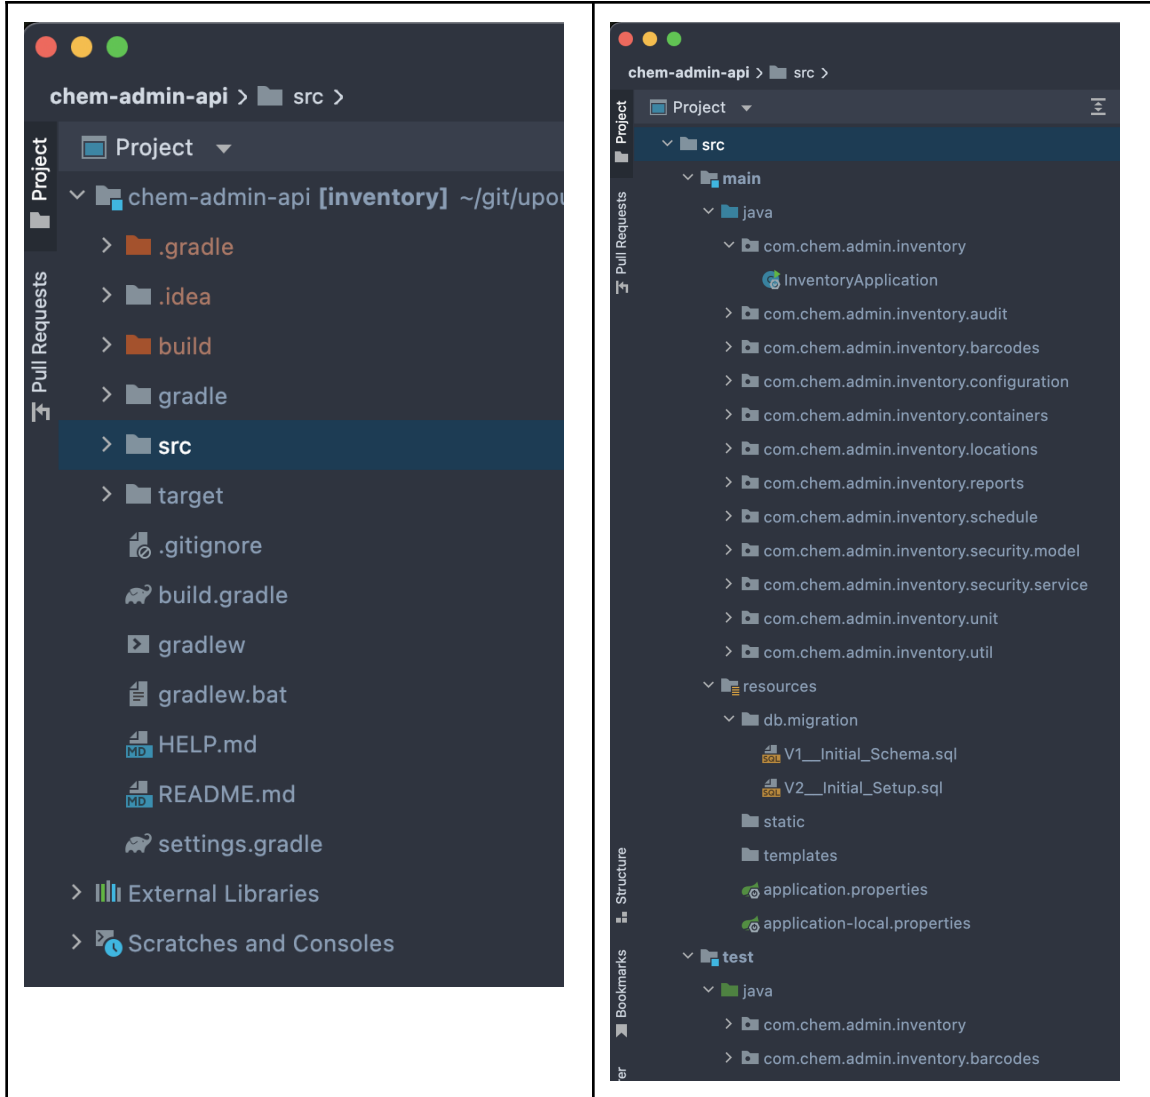 chem-admin-api > src >
Project
Project
Pull Requests
chem-admin-api [inventory] ~/git/upou
.gradle
.idea
build
gradle
src
target
.gitignore
build.gradle
gradlew
gradlew.bat
MD HELP.md
MD README.md
settings.gradle
External Libraries
Scratches and Consoles
chem-admin-api > src >
Project
Project
Pull Requests
Structure
Bookmarks
src
main
java
com.chem.admin.inventory
InventoryApplication
com.chem.admin.inventory.audit
com.chem.admin.inventory.barcodes
com.chem.admin.inventory.configuration
com.chem.admin.inventory.containers
com.chem.admin.inventory.locations
com.chem.admin.inventory.reports
com.chem.admin.inventory.schedule
com.chem.admin.inventory.security.model
com.chem.admin.inventory.security.service
com.chem.admin.inventory.unit
com.chem.admin.inventory.util
resources
db.migration
SQL V1__Initial_Schema.sql
SQL V2__Initial_Setup.sql
static
templates
application.properties
application-local.properties
test
java
com.chem.admin.inventory
com.chem.admin.inventory.barcodes